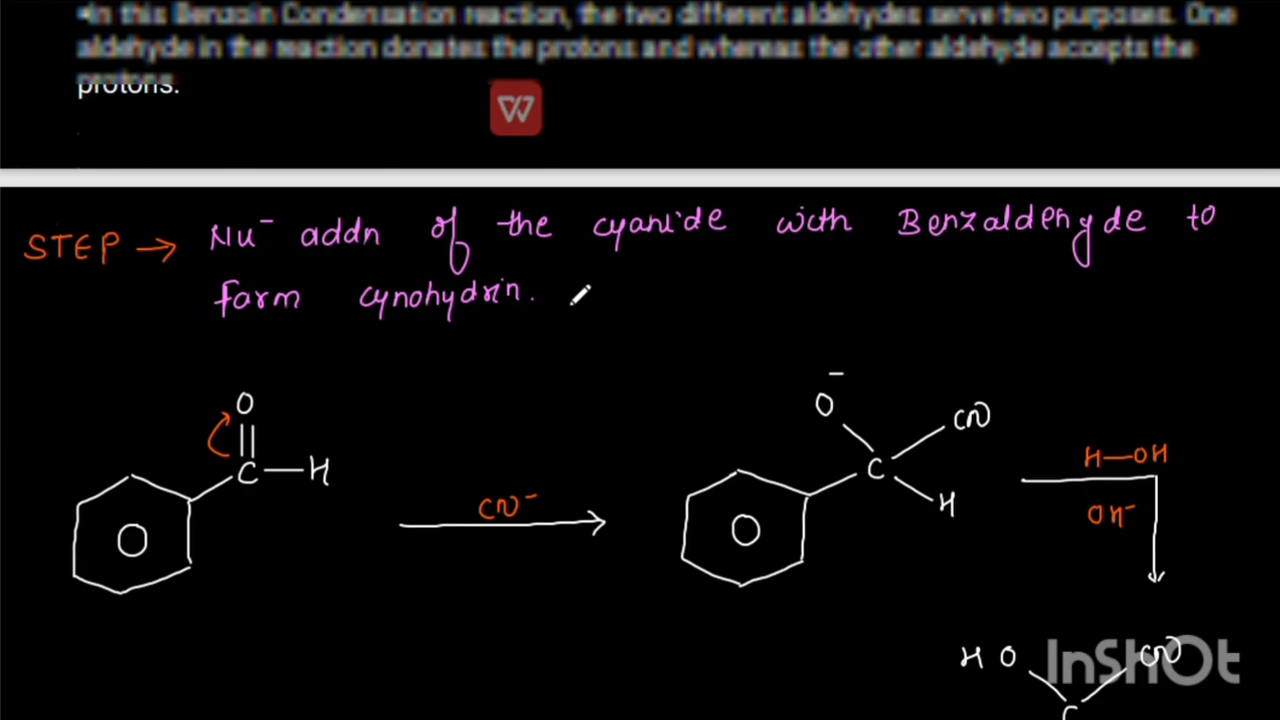 •In this Benzoin Condensation reaction, the two different aldehydes serve two purposes. One
aldehyde in the reaction donates the protons and whereas the other aldehyde accepts the
protons.
W
STEP → Nu⁻ addn of the cyanide with Benzaldehyde to
form cynohydrin.
O
C—H
CN⁻
O⁻
CN
C
H
H—OH
OH⁻
HO
CN
C
InShOt